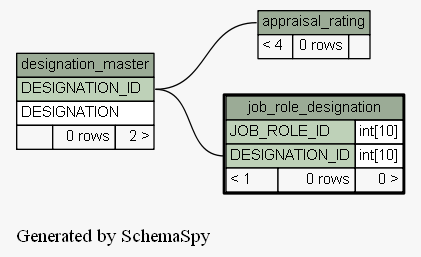 appraisal_rating
< 4 0 rows
designation_master
DESIGNATION_ID
DESIGNATION
0 rows 2 >
job_role_designation
JOB_ROLE_ID int[10]
DESIGNATION_ID int[10]
< 1 0 rows 0 >
Generated by SchemaSpy